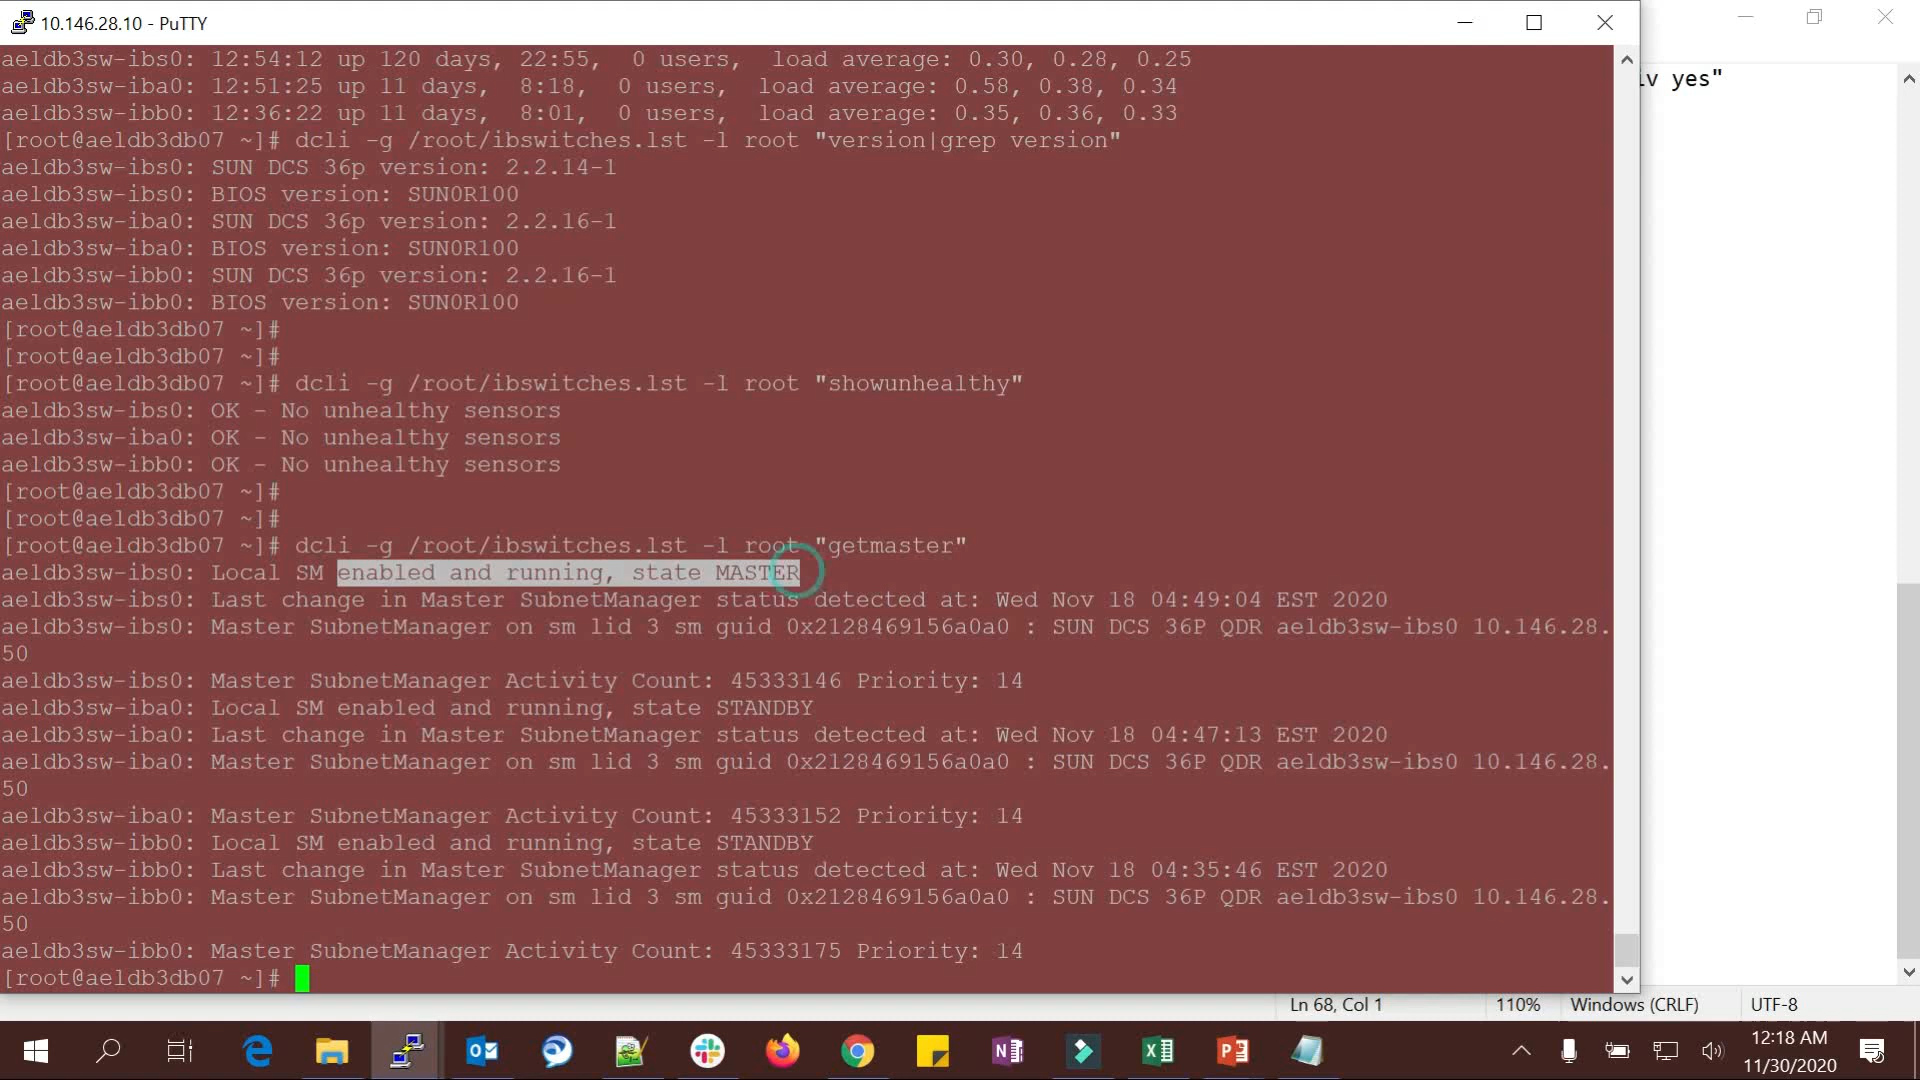 10.146.28.10 - PuTTY
aeldb3sw-ibs0: 12:54:12 up 120 days, 22:55,  0 users,  load average: 0.30, 0.28, 0.25
aeldb3sw-iba0: 12:51:25 up 11 days,  8:18,  0 users,  load average: 0.58, 0.38, 0.34
aeldb3sw-ibb0: 12:36:22 up 11 days,  8:01,  0 users,  load average: 0.35, 0.36, 0.33
[root@aeldb3db07 ~]# dcli -g /root/ibswitches.lst -l root "version|grep version"
aeldb3sw-ibs0: SUN DCS 36p version: 2.2.14-1
aeldb3sw-ibs0: BIOS version: SUN0R100
aeldb3sw-iba0: SUN DCS 36p version: 2.2.16-1
aeldb3sw-iba0: BIOS version: SUN0R100
aeldb3sw-ibb0: SUN DCS 36p version: 2.2.16-1
aeldb3sw-ibb0: BIOS version: SUN0R100
[root@aeldb3db07 ~]#
[root@aeldb3db07 ~]#
[root@aeldb3db07 ~]# dcli -g /root/ibswitches.lst -l root "showunhealthy"
aeldb3sw-ibs0: OK - No unhealthy sensors
aeldb3sw-iba0: OK - No unhealthy sensors
aeldb3sw-ibb0: OK - No unhealthy sensors
[root@aeldb3db07 ~]#
[root@aeldb3db07 ~]#
[root@aeldb3db07 ~]# dcli -g /root/ibswitches.lst -l root "getmaster"
aeldb3sw-ibs0: Local SM enabled and running, state MASTER
aeldb3sw-ibs0: Last change in Master SubnetManager status detected at: Wed Nov 18 04:49:04 EST 2020
aeldb3sw-ibs0: Master SubnetManager on sm lid 3 sm guid 0x2128469156a0a0 : SUN DCS 36P QDR aeldb3sw-ibs0 10.146.28.
50
aeldb3sw-ibs0: Master SubnetManager Activity Count: 45333146 Priority: 14
aeldb3sw-iba0: Local SM enabled and running, state STANDBY
aeldb3sw-iba0: Last change in Master SubnetManager status detected at: Wed Nov 18 04:47:13 EST 2020
aeldb3sw-iba0: Master SubnetManager on sm lid 3 sm guid 0x2128469156a0a0 : SUN DCS 36P QDR aeldb3sw-ibs0 10.146.28.
50
aeldb3sw-iba0: Master SubnetManager Activity Count: 45333152 Priority: 14
aeldb3sw-ibb0: Local SM enabled and running, state STANDBY
aeldb3sw-ibb0: Last change in Master SubnetManager status detected at: Wed Nov 18 04:35:46 EST 2020
aeldb3sw-ibb0: Master SubnetManager on sm lid 3 sm guid 0x2128469156a0a0 : SUN DCS 36P QDR aeldb3sw-ibs0 10.146.28.
50
aeldb3sw-ibb0: Master SubnetManager Activity Count: 45333175 Priority: 14
[root@aeldb3db07 ~]#
iv yes"
Ln 68, Col 1 110% Windows (CRLF) UTF-8
12:18 AM
11/30/2020